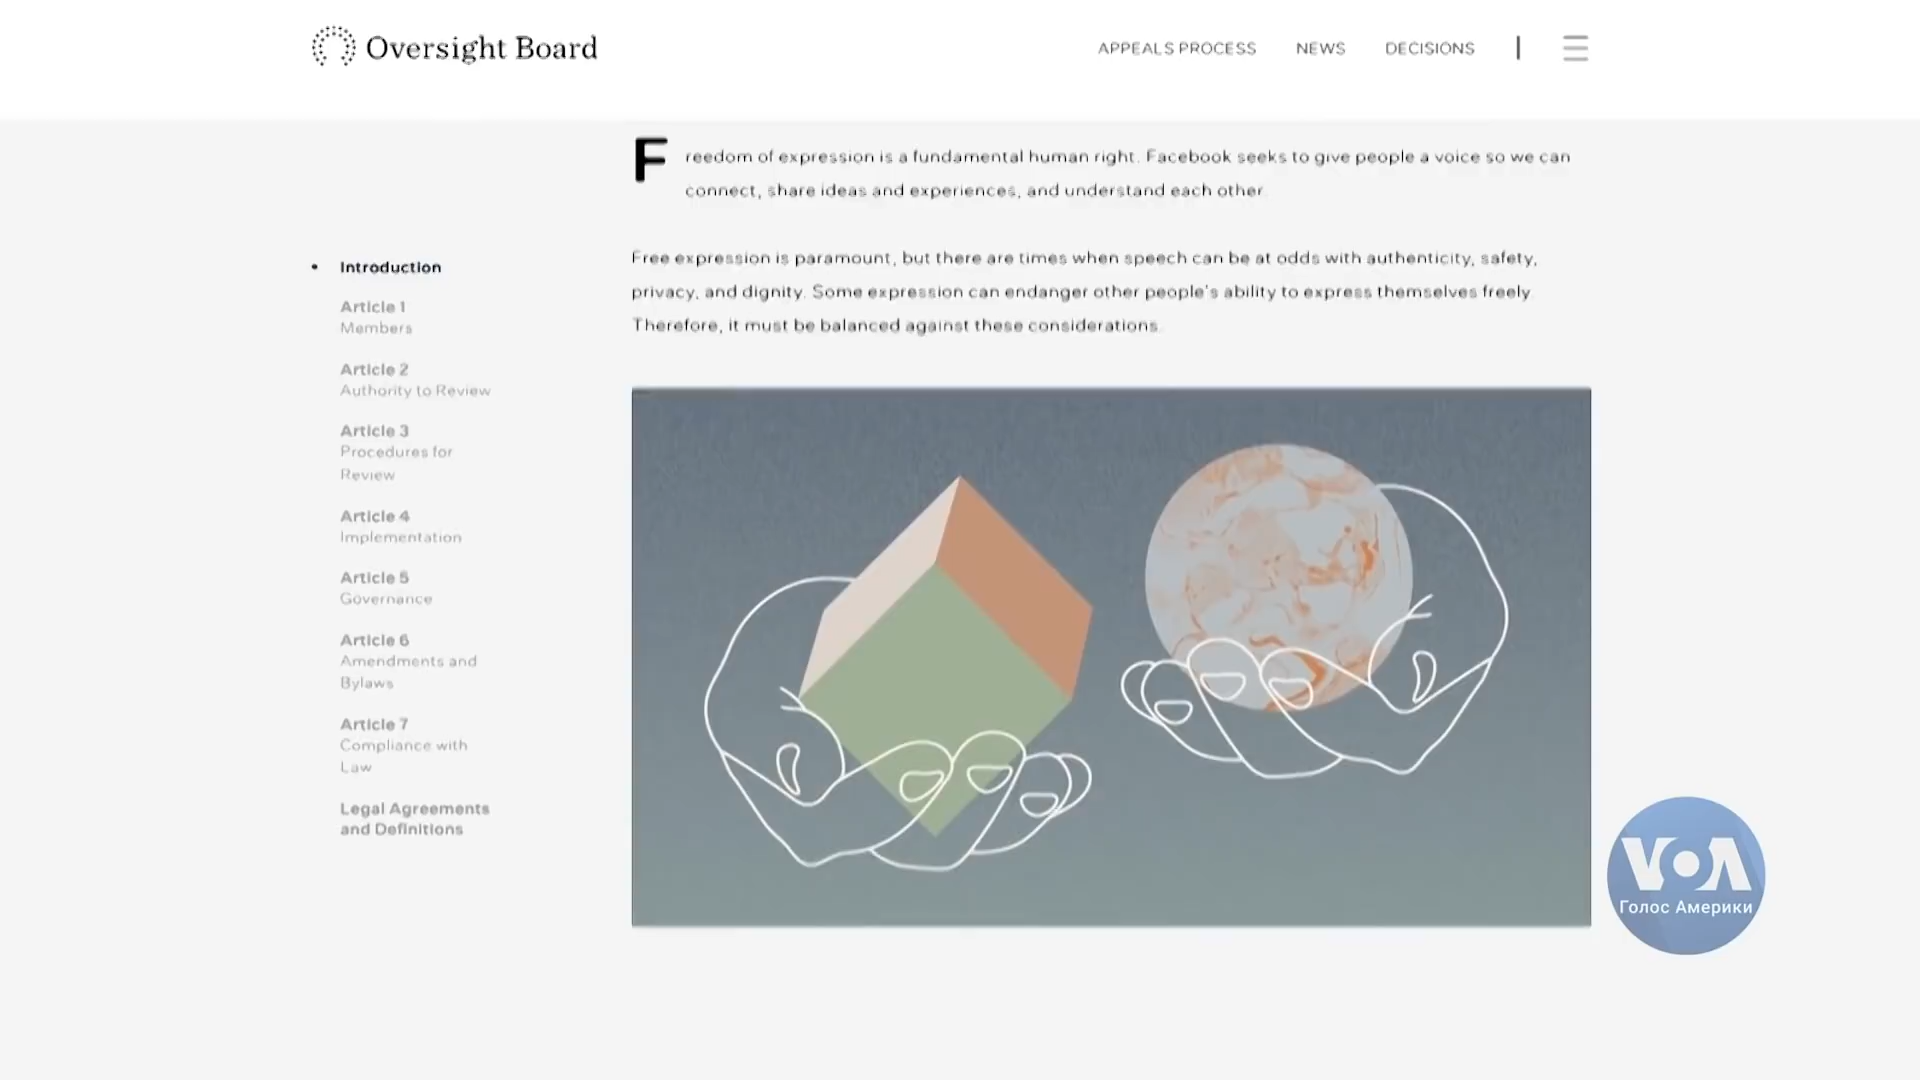 Oversight Board
APPEALS PROCESS
NEWS
DECISIONS
Freedom of expression is a fundamental human right. Facebook seeks to give people a voice so we can
connect, share ideas and experiences, and understand each other.
Free expression is paramount, but there are times when speech can be at odds with authenticity, safety,
privacy, and dignity. Some expression can endanger other people's ability to express themselves freely.
Therefore, it must be balanced against these considerations.
• Introduction
Article 1
Members
Article 2
Authority to Review
Article 3
Procedures for
Review
Article 4
Implementation
Article 5
Governance
Article 6
Amendments and
Bylaws
Article 7
Compliance with
Law
Legal Agreements
and Definitions
VOA
Голос Америки